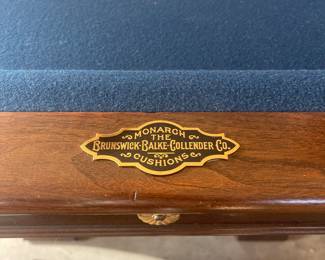 MONARCH
THE
BRUNSWICK-BALKE-COLLENDER CO.
CUSHIONS